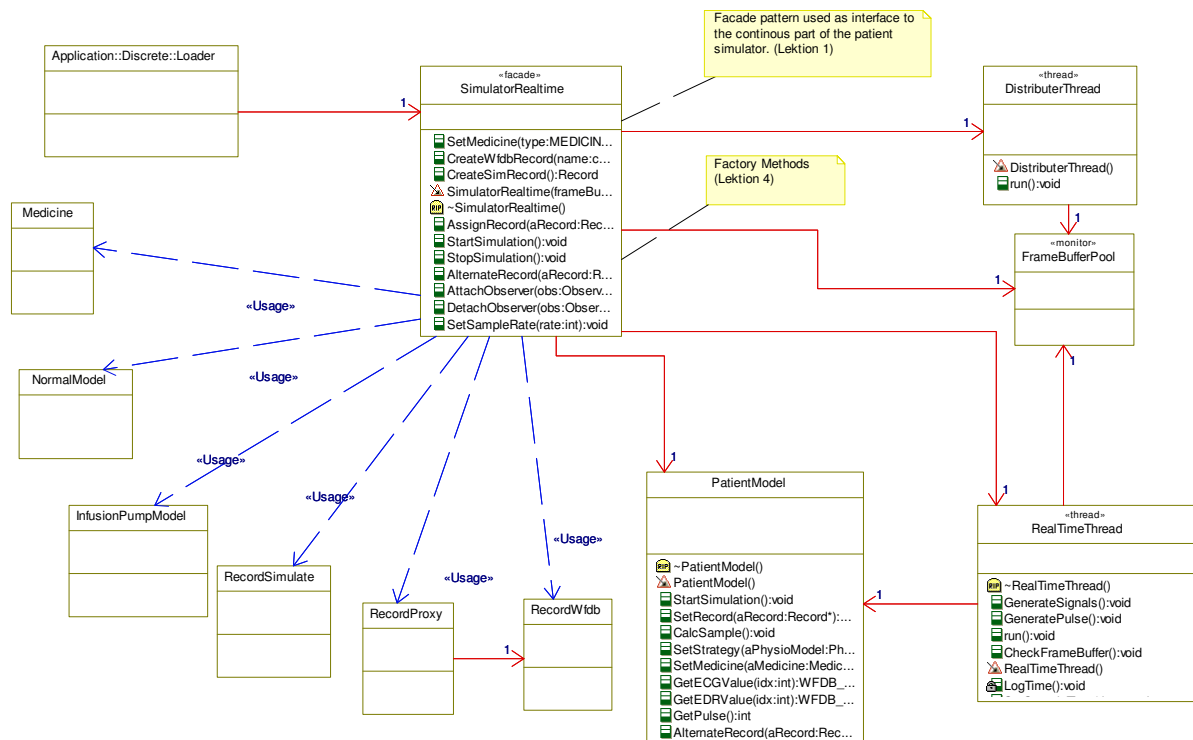 Facade pattern used as interface to
the continous part of the patient
simulator. (Lektion 1)
Application::Discrete::Loader
1
«facade»
SimulatorRealtime
SetMedicine(type:MEDICIN...
CreateWfdbRecord(name:c...
CreateSimRecord():Record
SimulatorRealtime(frameBu...
RIP ~SimulatorRealtime()
AssignRecord(aRecord:Rec...
StartSimulation():void
StopSimulation():void
AlternateRecord(aRecord:R...
AttachObserver(obs:Observ...
DetachObserver(obs:Obser...
SetSampleRate(rate:int):void
1
«thread»
DistributerThread
DistributerThread()
run():void
Factory Methods
(Lektion 4)
1
«monitor»
FrameBufferPool
1
1
Medicine
«Usage»
NormalModel
«Usage»
InfusionPumpModel
«Usage»
RecordSimulate
«Usage»
RecordProxy
«Usage»
1
RecordWfdb
«Usage»
1
PatientModel
RIP ~PatientModel()
PatientModel()
StartSimulation():void
SetRecord(aRecord:Record*):...
CalcSample():void
SetStrategy(aPhysioModel:Ph...
SetMedicine(aMedicine:Medic...
GetECGValue(idx:int):WFDB_...
GetEDRValue(idx:int):WFDB_...
GetPulse():int
AlternateRecord(aRecord:Rec...
1
1
«thread»
RealTimeThread
RIP ~RealTimeThread()
GenerateSignals():void
GeneratePulse():void
run():void
CheckFrameBuffer():void
RealTimeThread()
LogTime():void